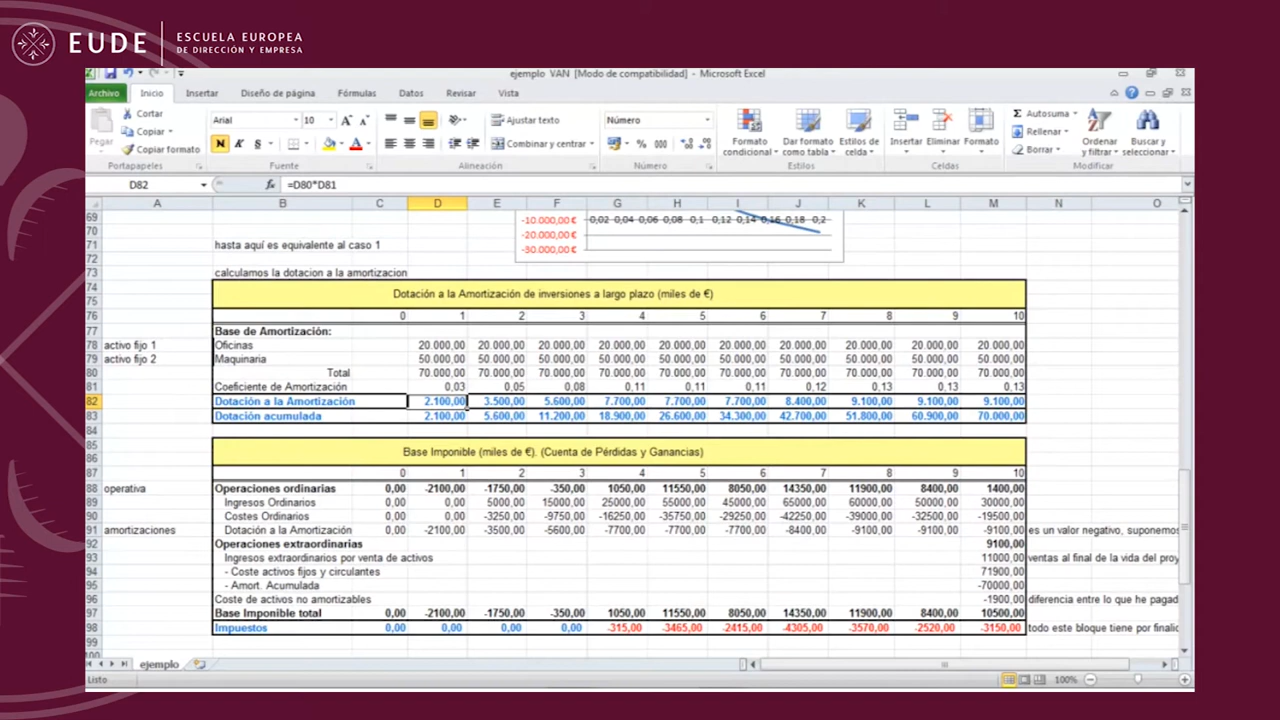 EUDE
ESCUELA EUROPEA
DE DIRECCIÓN Y EMPRESA
ejemplo VAN [Modo de compatibilidad] - Microsoft Excel
Archivo Inicio Insertar Diseño de página Fórmulas Datos Revisar Vista
Cortar
Copiar
Copiar formato
Pegar
Portapapeles
Arial 10
N K S
Fuente
Ajustar texto
Combinar y centrar
Alineación
Número
% 000
Número
Formato condicional
Dar formato como tabla
Estilos de celda
Estilos
Insertar Eliminar Formato
Celdas
Σ Autosuma
Rellenar
Borrar
Ordenar y filtrar
Buscar y seleccionar
Modificar
D82 fx =D80*D81
A B C D E F G H I J K L M N O
69 -10.000,00 € 0,02 0,04 0,06 0,08 0,1 0,12 0,14 0,16 0,18 0,2
70 -20.000,00 €
71 hasta aquí es equivalente al caso 1 -30.000,00 €
72
73 calculamos la dotacion a la amortizacion
74 Dotación a la Amortización de inversiones a largo plazo (miles de €)
75
76 0 1 2 3 4 5 6 7 8 9 10
77 Base de Amortización:
78 activo fijo 1 Oficinas 20.000,00 20.000,00 20.000,00 20.000,00 20.000,00 20.000,00 20.000,00 20.000,00 20.000,00 20.000,00
79 activo fijo 2 Maquinaria 50.000,00 50.000,00 50.000,00 50.000,00 50.000,00 50.000,00 50.000,00 50.000,00 50.000,00 50.000,00
80 Total 70.000,00 70.000,00 70.000,00 70.000,00 70.000,00 70.000,00 70.000,00 70.000,00 70.000,00 70.000,00
81 Coeficiente de Amortización 0,03 0,05 0,08 0,11 0,11 0,11 0,12 0,13 0,13 0,13
82 Dotación a la Amortización 2.100,00 3.500,00 5.600,00 7.700,00 7.700,00 7.700,00 8.400,00 9.100,00 9.100,00 9.100,00
83 Dotación acumulada 2.100,00 5.600,00 11.200,00 18.900,00 26.600,00 34.300,00 42.700,00 51.800,00 60.900,00 70.000,00
84
85 Base Imponible (miles de €). (Cuenta de Pérdidas y Ganancias)
86
87 0 1 2 3 4 5 6 7 8 9 10
88 operativa Operaciones ordinarias 0,00 -2100,00 -1750,00 -350,00 1050,00 11550,00 8050,00 14350,00 11900,00 8400,00 1400,00
89 Ingresos Ordinarios 0,00 0,00 5000,00 15000,00 25000,00 55000,00 45000,00 65000,00 60000,00 50000,00 30000,00
90 Costes Ordinarios 0,00 0,00 -3250,00 -9750,00 -16250,00 -35750,00 -29250,00 -42250,00 -39000,00 -32500,00 -19500,00
91 amortizaciones Dotación a la Amortización 0,00 -2100,00 -3500,00 -5600,00 -7700,00 -7700,00 -7700,00 -8400,00 -9100,00 -9100,00 -9100,00 es un valor negativo, suponemos
92 Operaciones extraordinarias 9100,00
93 Ingresos extraordinarios por venta de activos 11000,00 ventas al final de la vida del proy
94 - Coste activos fijos y circulantes 71900,00
95 - Amort. Acumulada -70000,00
96 Coste de activos no amortizables -1900,00 diferencia entre lo que he pagad
97 Base Imponible total 0,00 -2100,00 -1750,00 -350,00 1050,00 11550,00 8050,00 14350,00 11900,00 8400,00 10500,00
98 Impuestos 0,00 0,00 0,00 0,00 -315,00 -3465,00 -2415,00 -4305,00 -3570,00 -2520,00 -3150,00 todo este bloque tiene por finalid
99
100
ejemplo
Listo 100%